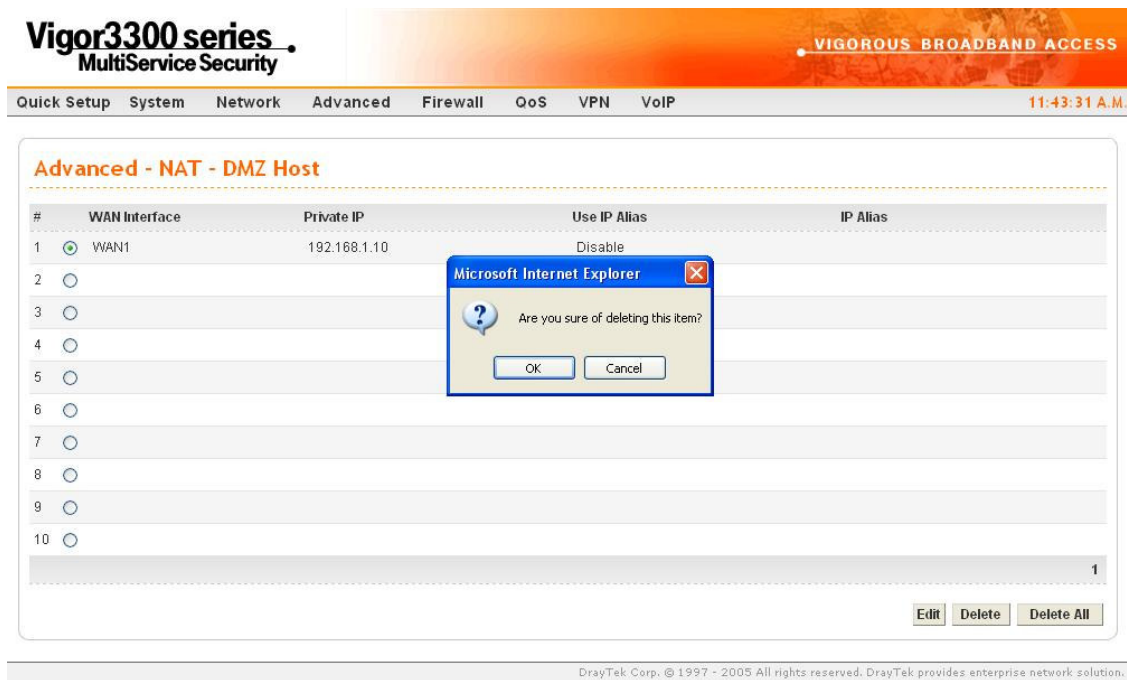 Vigor3300 series
MultiService Security
VIGOROUS BROADBAND ACCESS
Quick Setup System Network Advanced Firewall QoS VPN VoIP 11:43:31 A.M.
Advanced - NAT - DMZ Host
# WAN Interface Private IP Use IP Alias IP Alias
1 WAN1 192.168.1.10 Disable
Microsoft Internet Explorer
2
3
Are you sure of deleting this item?
4
5
OK Cancel
6
7
8
9
10
1
Edit Delete Delete All
DrayTek Corp. © 1997 - 2005 All rights reserved. DrayTek provides enterprise network solution.